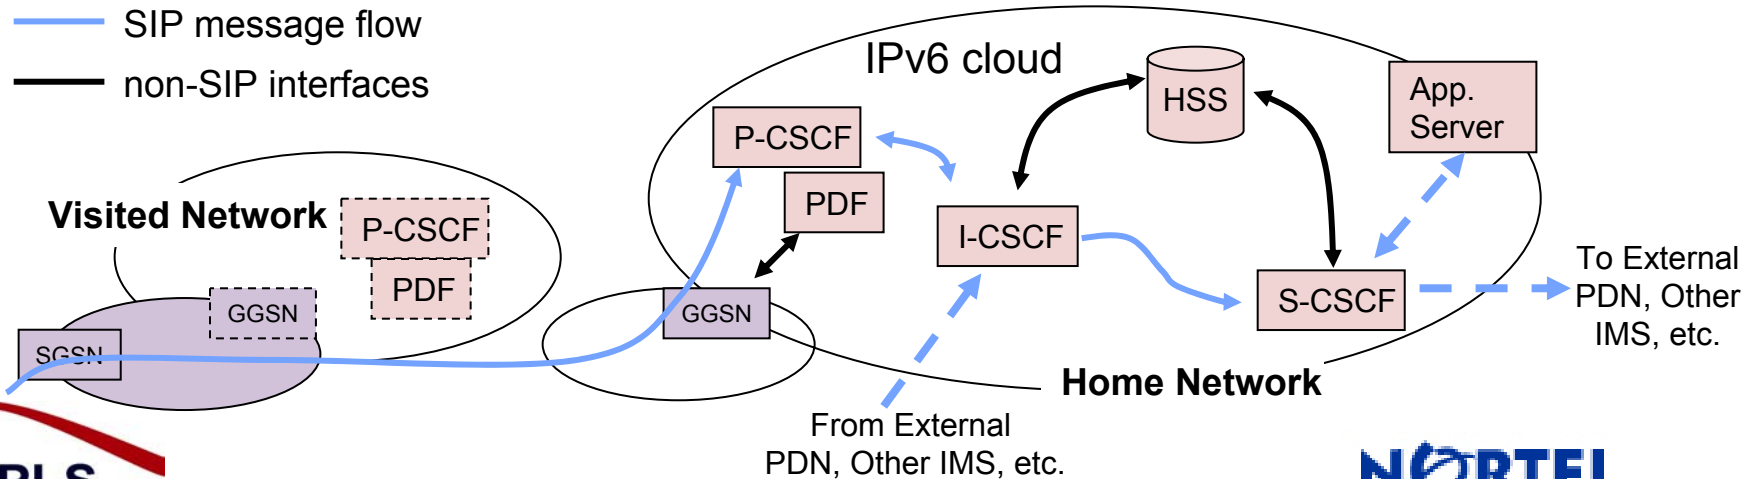 SIP message flow
non-SIP interfaces
IPv6 cloud
HSS
App.
Server
P-CSCF
PDF
I-CSCF
S-CSCF
To External
PDN, Other
IMS, etc.
Visited Network
P-CSCF
PDF
GGSN
SGSN
GGSN
Home Network
From External
PDN, Other IMS, etc.
NORTEL